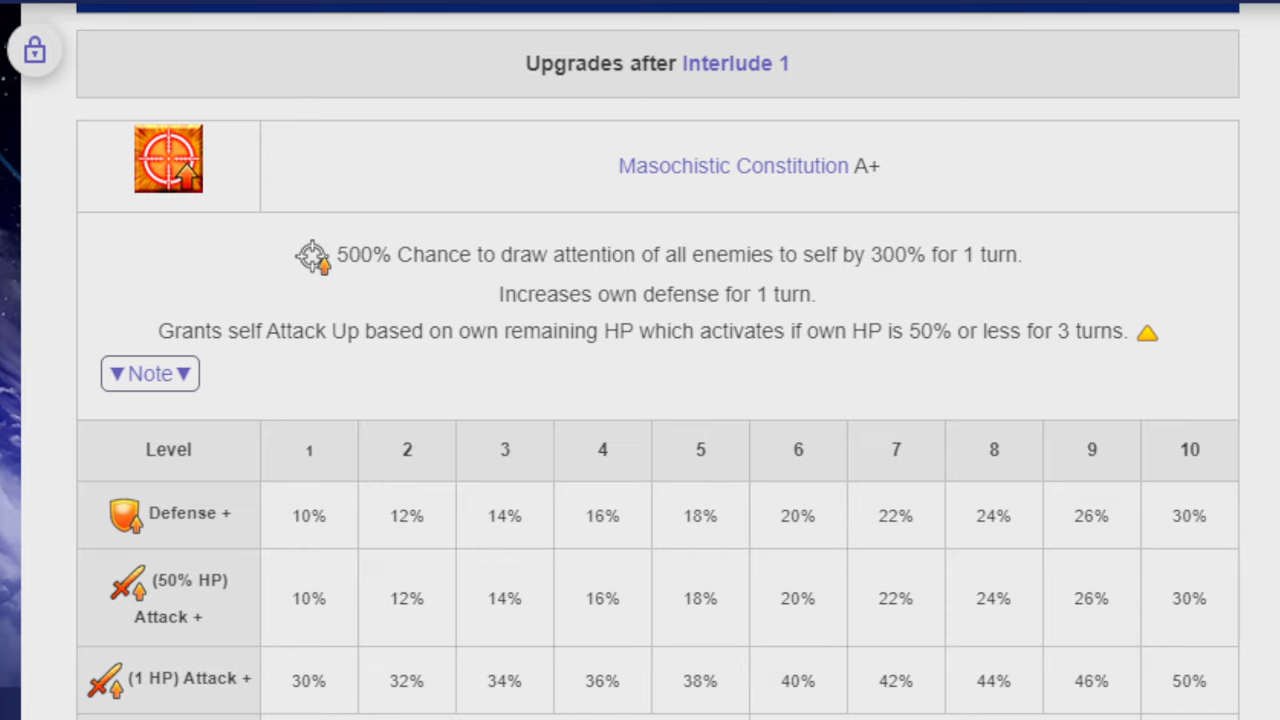 Upgrades after Interlude 1
Masochistic Constitution A+
500% Chance to draw attention of all enemies to self by 300% for 1 turn.
Increases own defense for 1 turn.
Grants self Attack Up based on own remaining HP which activates if own HP is 50% or less for 3 turns.
▼Note▼
Level 1 2 3 4 5 6 7 8 9 10
Defense + 10% 12% 14% 16% 18% 20% 22% 24% 26% 30%
(50% HP)
Attack + 10% 12% 14% 16% 18% 20% 22% 24% 26% 30%
(1 HP) Attack + 30% 32% 34% 36% 38% 40% 42% 44% 46% 50%